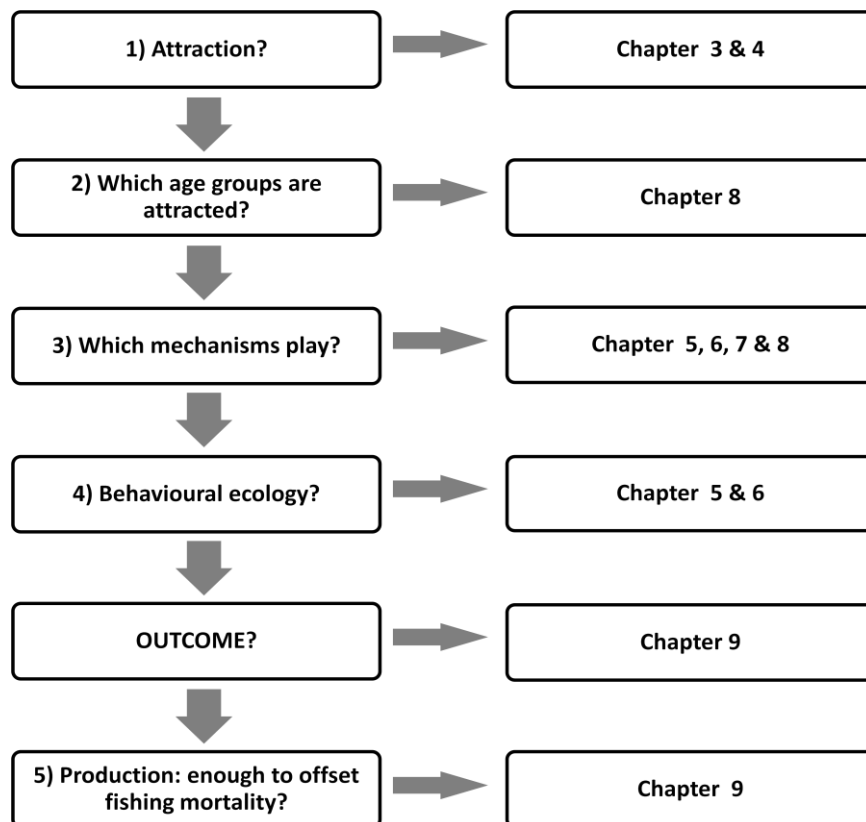 1) Attraction?
Chapter 3 & 4
2) Which age groups are
attracted?
Chapter 8
3) Which mechanisms play?
Chapter 5, 6, 7 & 8
4) Behavioural ecology?
Chapter 5 & 6
OUTCOME?
Chapter 9
5) Production: enough to offset
fishing mortality?
Chapter 9